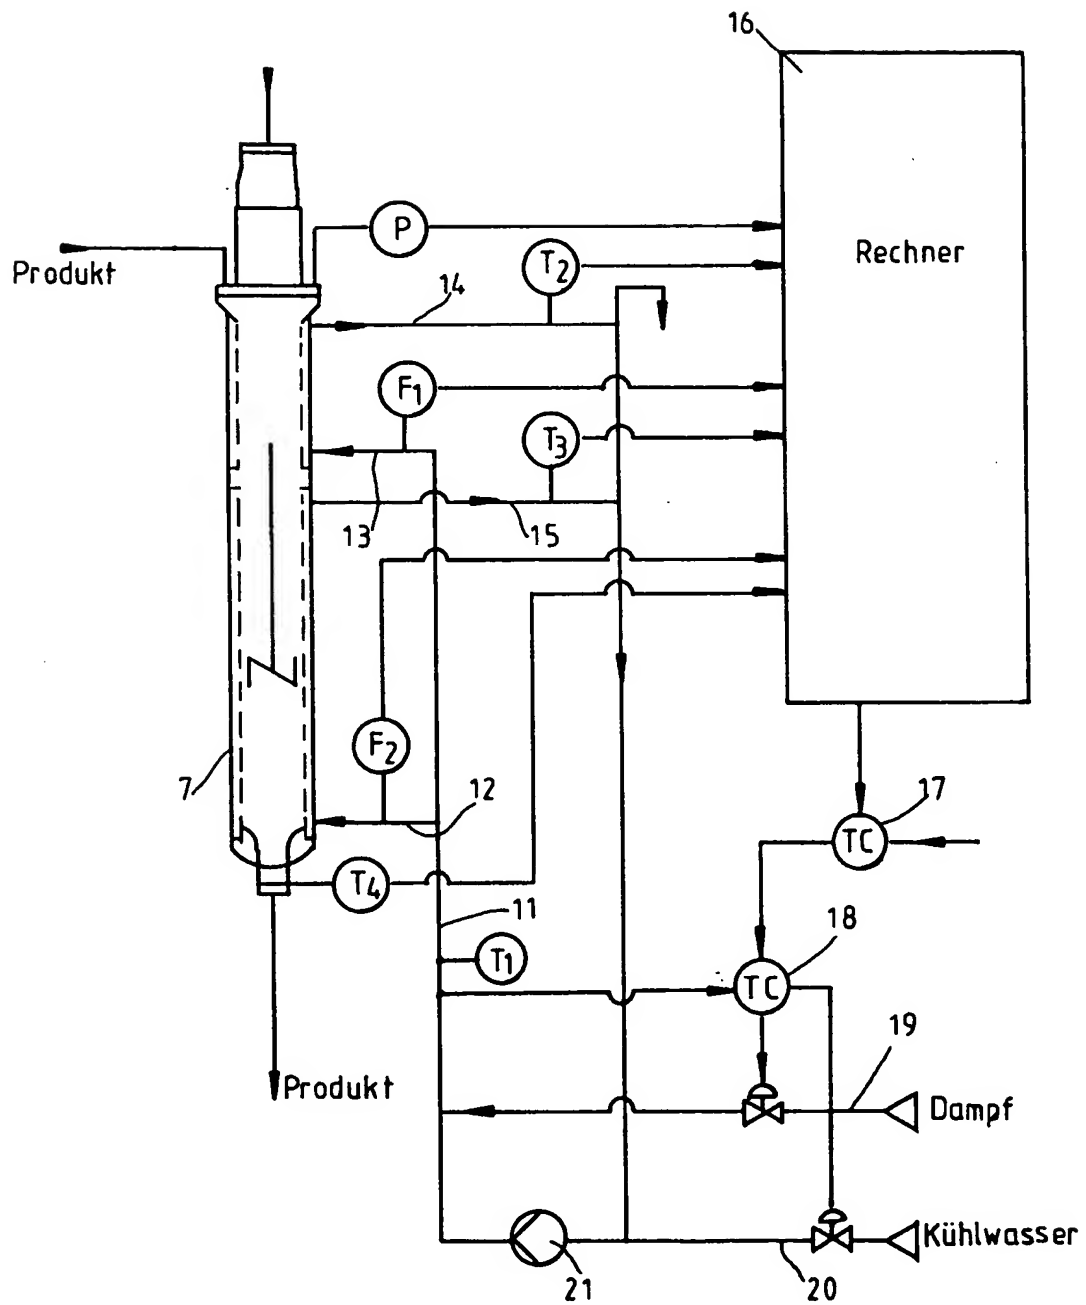 16
Rechner
P
T2
Produkt
14
F1
T3
13
15
F2
7
12
17
TC
T4
11
18
T1
TC
19
Produkt
Dampf
Kühlwasser
21
20